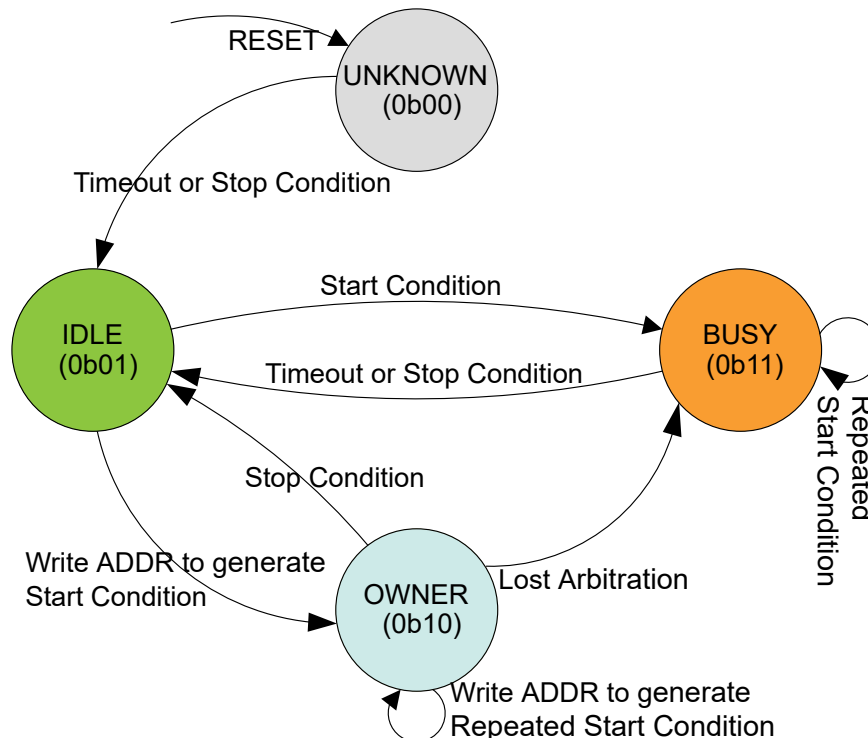 RESET
UNKNOWN
(0b00)
Timeout or Stop Condition
Start Condition
IDLE
(0b01)
BUSY
(0b11)
Timeout or Stop Condition
Repeated
Start Condition
Stop Condition
Write ADDR to generate
Start Condition
Lost Arbitration
OWNER
(0b10)
Write ADDR to generate
Repeated Start Condition